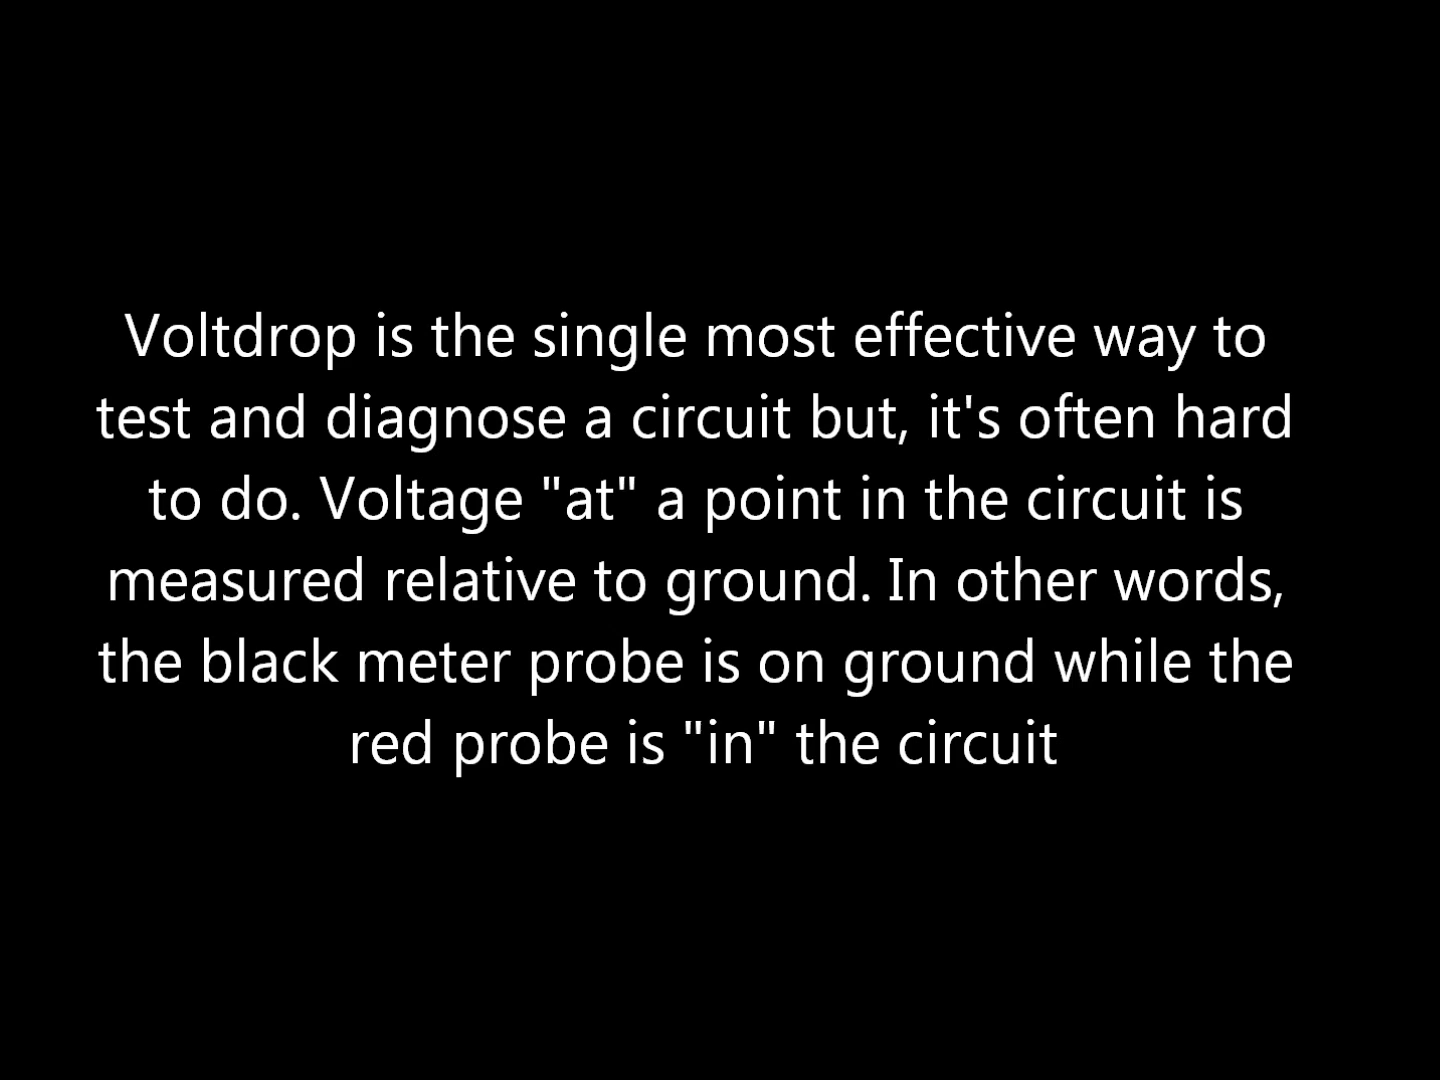 Voltdrop is the single most effective way to
test and diagnose a circuit but, it's often hard
to do. Voltage "at" a point in the circuit is
measured relative to ground. In other words,
the black meter probe is on ground while the
red probe is "in" the circuit